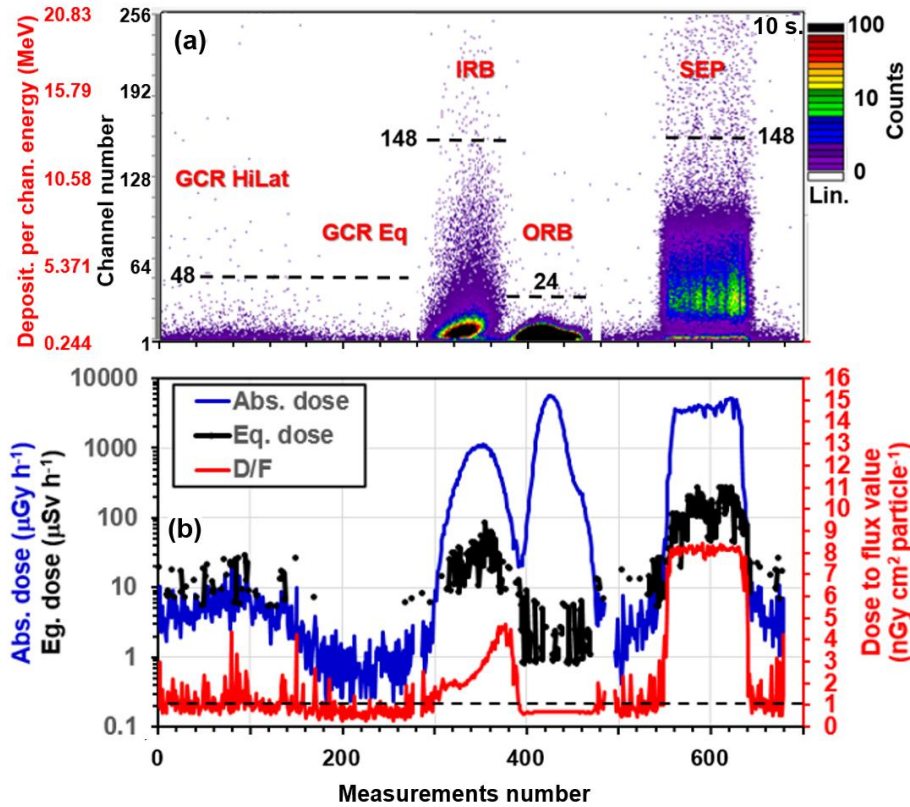 20.83
256
(a)
10 s.
100
IRB
SEP
15.79
192
148
148
10
GCR HiLat
10.58
128
0
Lin.
Counts
GCR Eq
ORB
5.371
64
48
24
0.244
1
Deposit. per chan. energy (MeV)
Channel number
10000
1000
100
10
1
0.1
Abs. dose
Eq. dose
D/F
(b)
16
15
14
13
12
11
10
9
8
7
6
5
4
3
2
1
0
Abs. dose (µGy h-1)
Eg. dose (µSv h-1)
Dose to flux value
(nGy cm² particle-1)
0
200
400
600
Measurements number